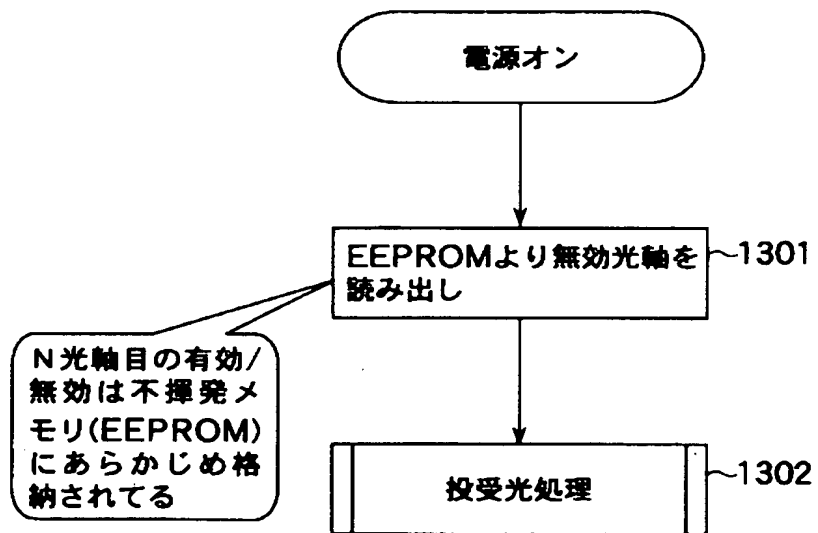 電源オン
EEPROMより無効光軸を
読み出し
1301
N光軸目の有効/
無効は不揮発メ
モリ(EEPROM)
にあらかじめ格
納されてる
投受光処理
1302